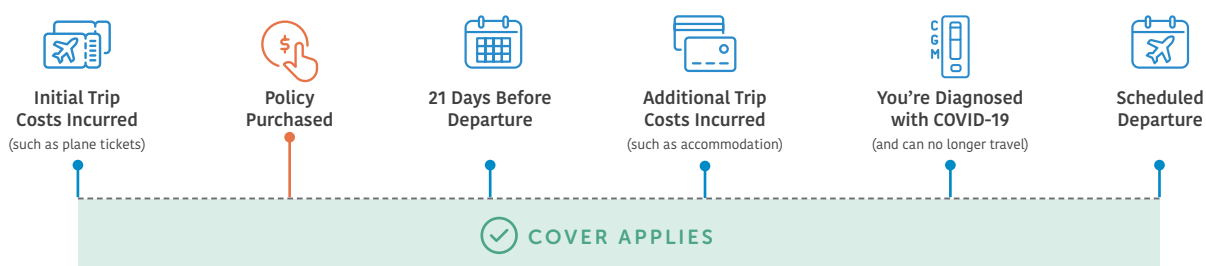 Initial Trip
Costs Incurred
(such as plane tickets)
$
Policy
Purchased
21 Days Before
Departure
Additional Trip
Costs Incurred
(such as accommodation)
C
G
M
You’re Diagnosed
with COVID-19
(and can no longer travel)
Scheduled
Departure
COVER APPLIES